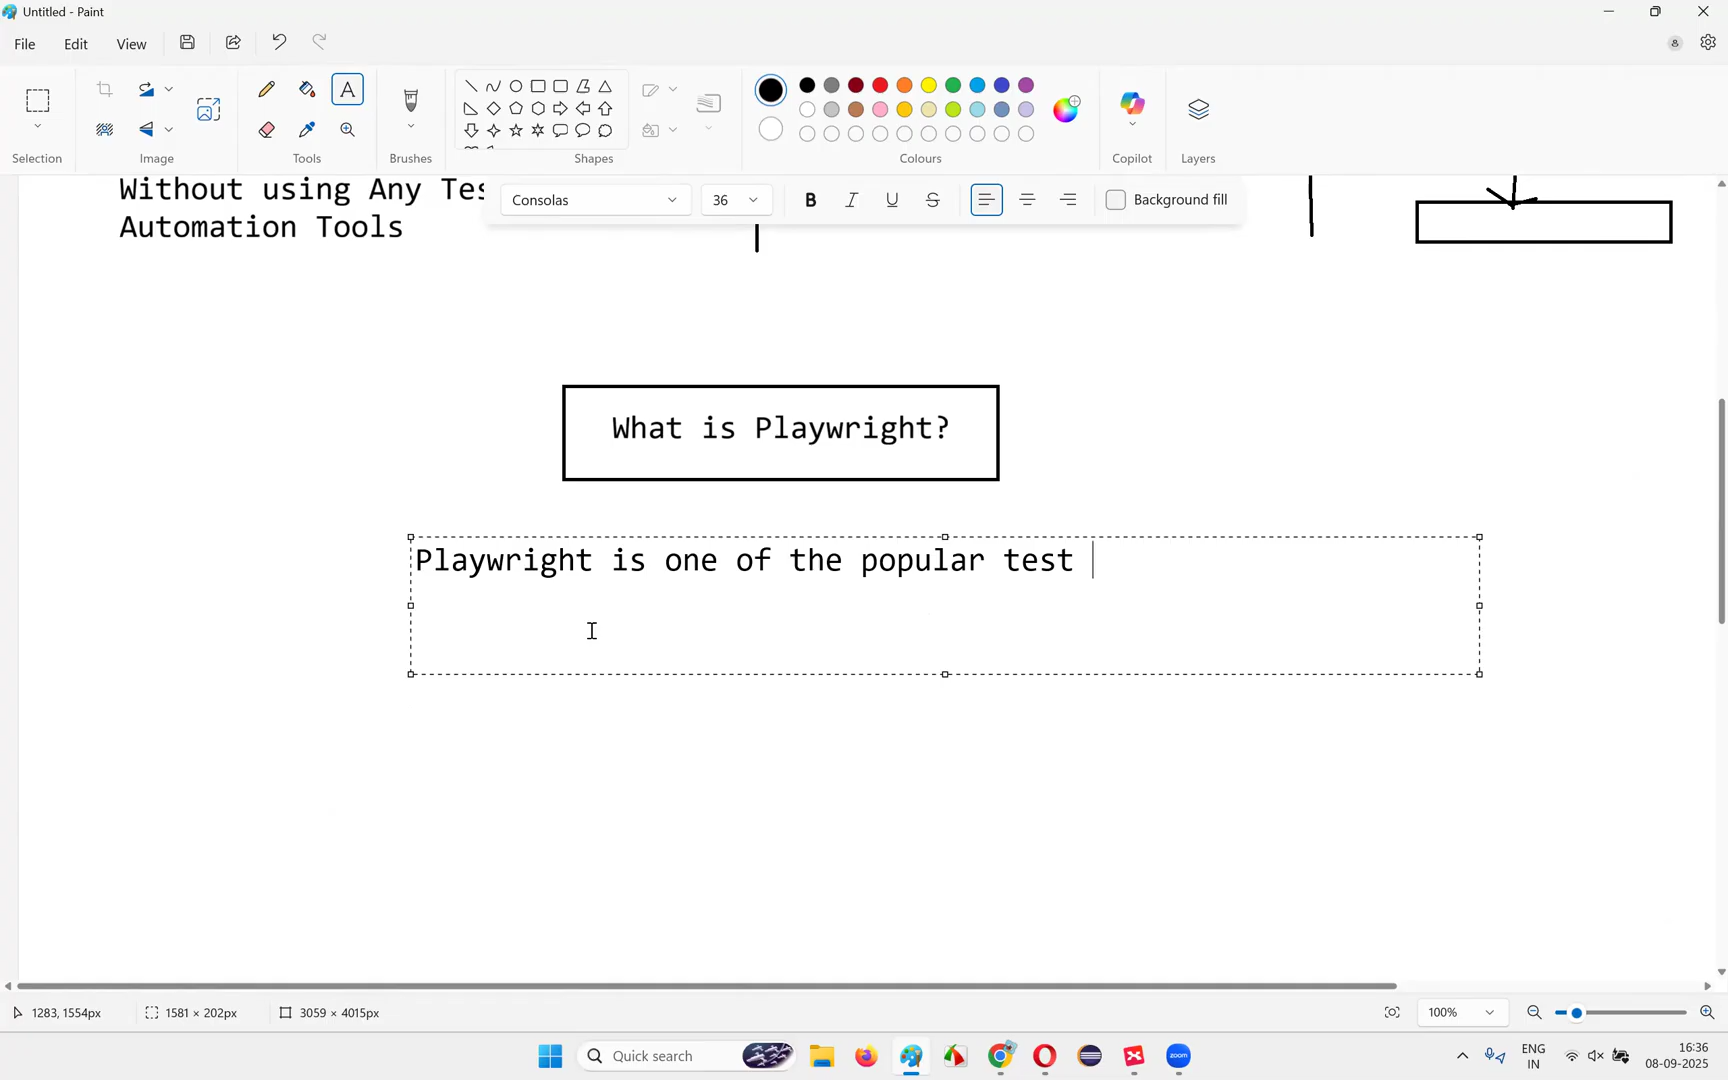 Untitled - Paint
File Edit View
Selection Image Tools Brushes Shapes Colours Copilot Layers
Consolas 36 B I U S Background fill
Without using Any Tes
Automation Tools
What is Playwright?
Playwright is one of the popular test
1283, 1554px 1581 × 202px 3059 × 4015px 100%
Quick search zoom ENG IN 16:36 08-09-2025